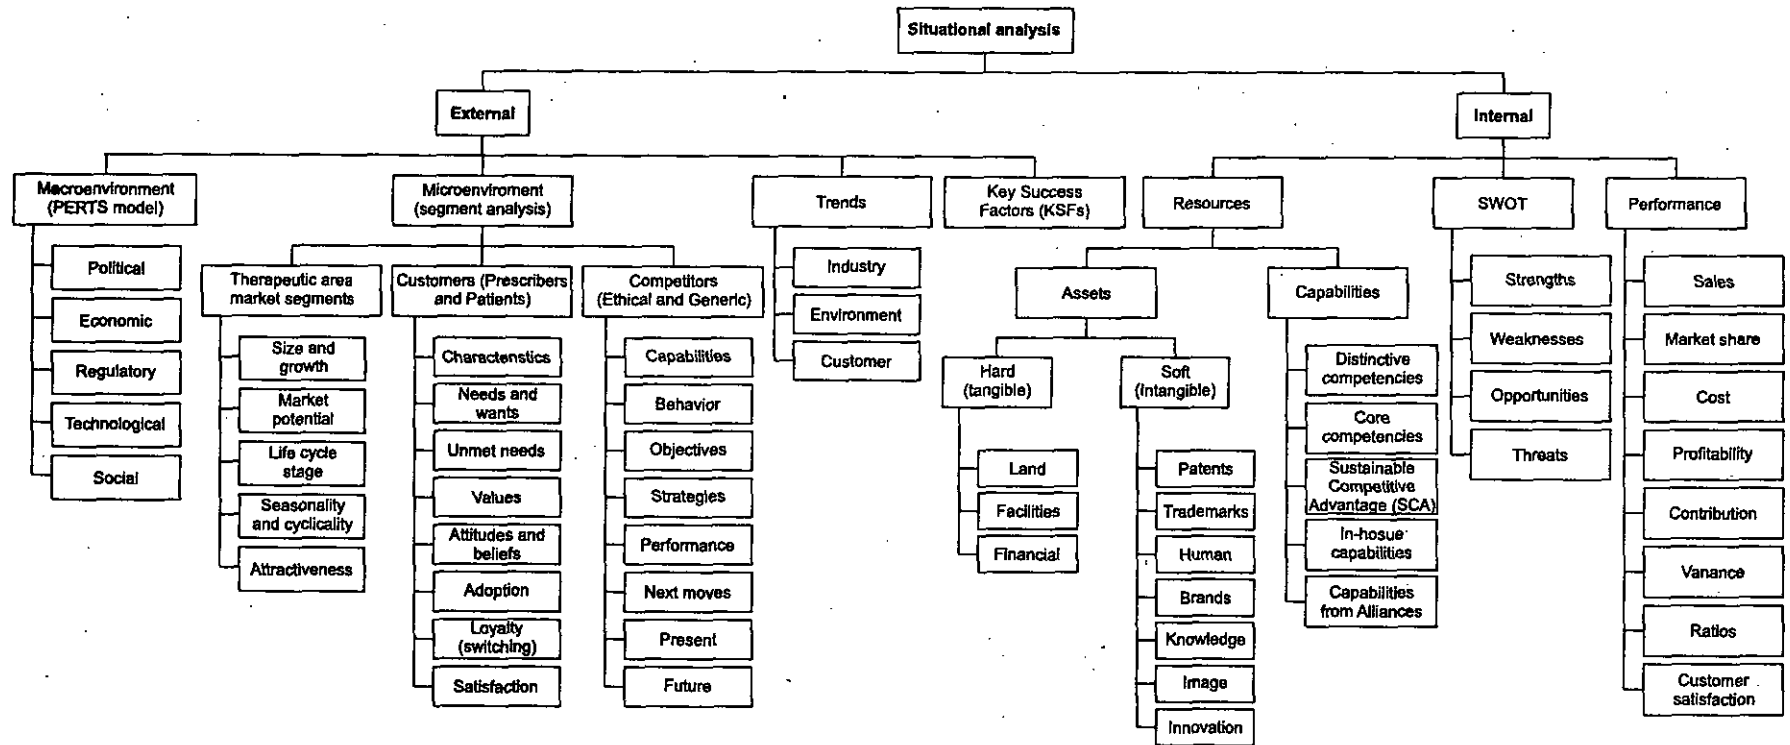 Situational analysis
External
Internal
Macroenvironment
(PERTS model)
Microenviroment
(segment analysis)
Trends
Key Success
Factors (KSFs)
Resources
SWOT
Performance
Political
Economic
Regulatory
Technological
Social
Therapeutic area
market segments
Size and
growth
Market
potential
Life cycle
stage
Seasonality
and cyclicality
Attractiveness
Customers (Prescribers
and Patients)
Charactenstics
Needs and
wants
Unmet needs
Values
Attitudes and
beliefs
Adoption
Loyalty
(switching)
Satisfaction
Competitors
(Ethical and Generic)
Capabilities
Behavior
Objectives
Strategies
Performance
Next moves
Present
Future
Industry
Environment
Customer
Assets
Hard
(tangible)
Land
Facilities
Financial
Soft
(Intangible)
Patents
Trademarks
Human
Brands
Knowledge
Image
Innovation
Capabilities
Distinctive
competencies
Core
competencies
Sustainable
Competitive
Advantage (SCA)
In-hosue
capabilities
Capabilities
from Alliances
Strengths
Weaknesses
Opportunities
Threats
Sales
Market share
Cost
Profitability
Contribution
Vanance
Ratios
Customer
satisfaction